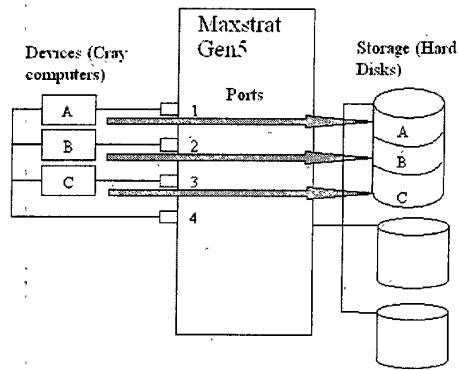 Maxstrat
Gen5
Devices (Cray
computers)
Storage (Hard
Disks)
Ports
A
1
B
2
C
3
4
A
B
C